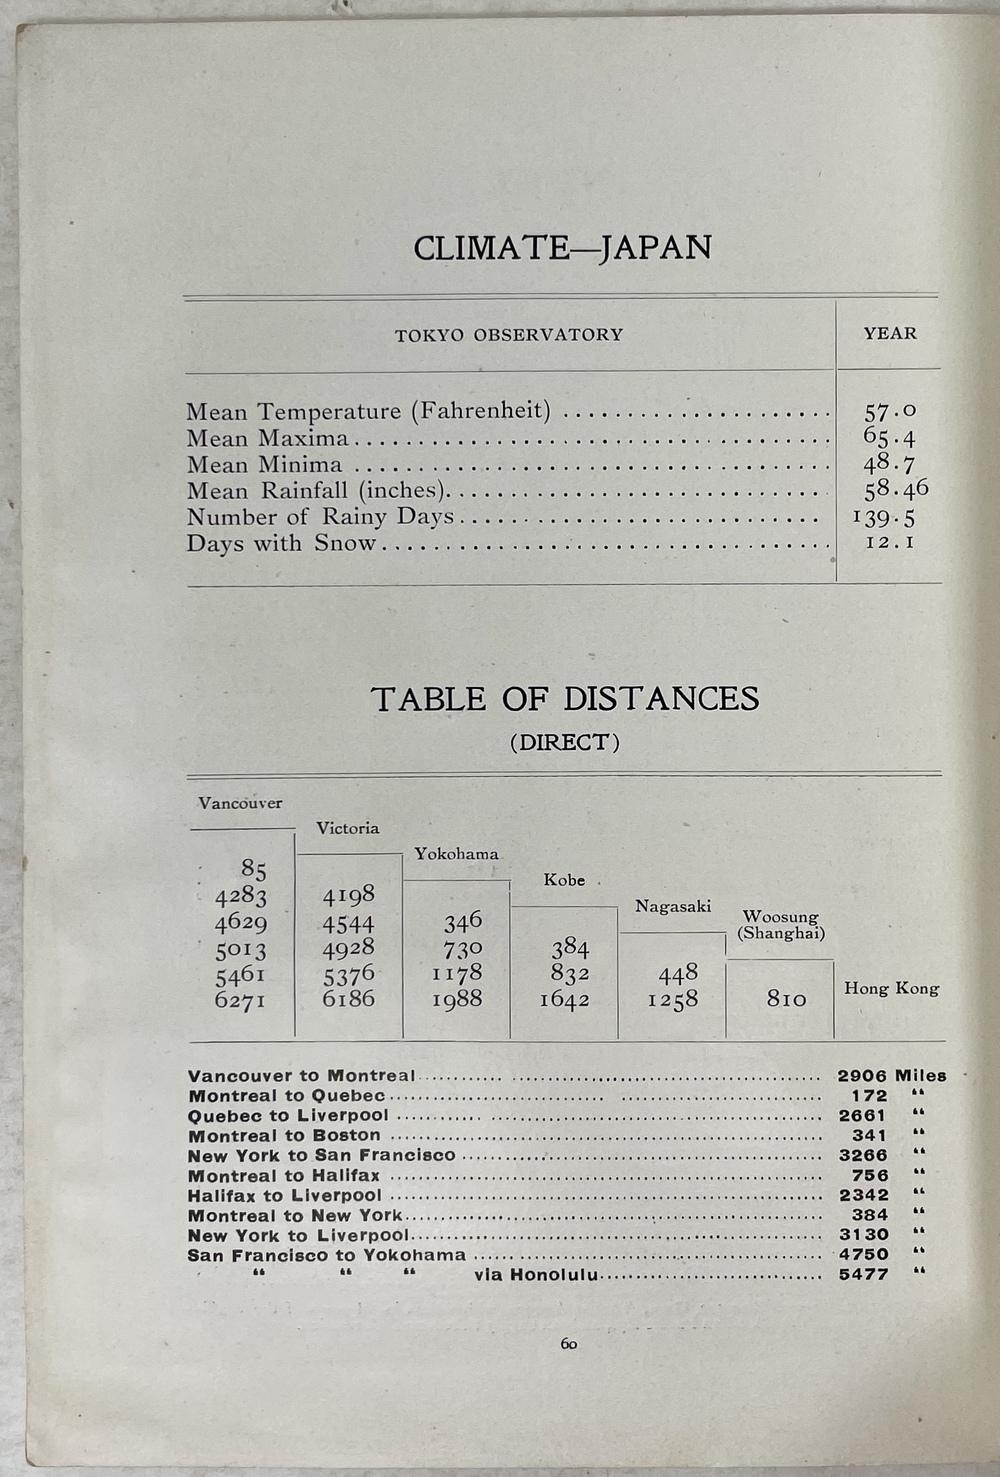 CLIMATE—JAPAN
TOKYO OBSERVATORY YEAR
Mean Temperature (Fahrenheit) ...................... 57.0
Mean Maxima.................................... 65.4
Mean Minima .................................... 48.7
Mean Rainfall (inches)............................. 58.46
Number of Rainy Days............................ 139.5
Days with Snow.................................. 12.1
TABLE OF DISTANCES
(DIRECT)
Vancouver
Victoria
Yokohama
85 Kobe
4283 4198 Nagasaki
4629 4544 346 Woosung
(Shanghai)
5013 4928 730 384
5461 5376 1178 832 448 Hong Kong
6271 6186 1988 1642 1258 810
Vancouver to Montreal.................................... 2906 Miles
Montreal to Quebec.................................... 172 “
Quebec to Liverpool .................................... 2661 “
Montreal to Boston .................................... 341 “
New York to San Francisco .............................. 3266 “
Montreal to Halifax .................................... 756 “
Halifax to Liverpool .................................... 2342 “
Montreal to New York.................................... 384 “
New York to Liverpool.................................... 3130 “
San Francisco to Yokohama .............................. 4750 “
“ “ “ via Honolulu.............................. 5477 “
60